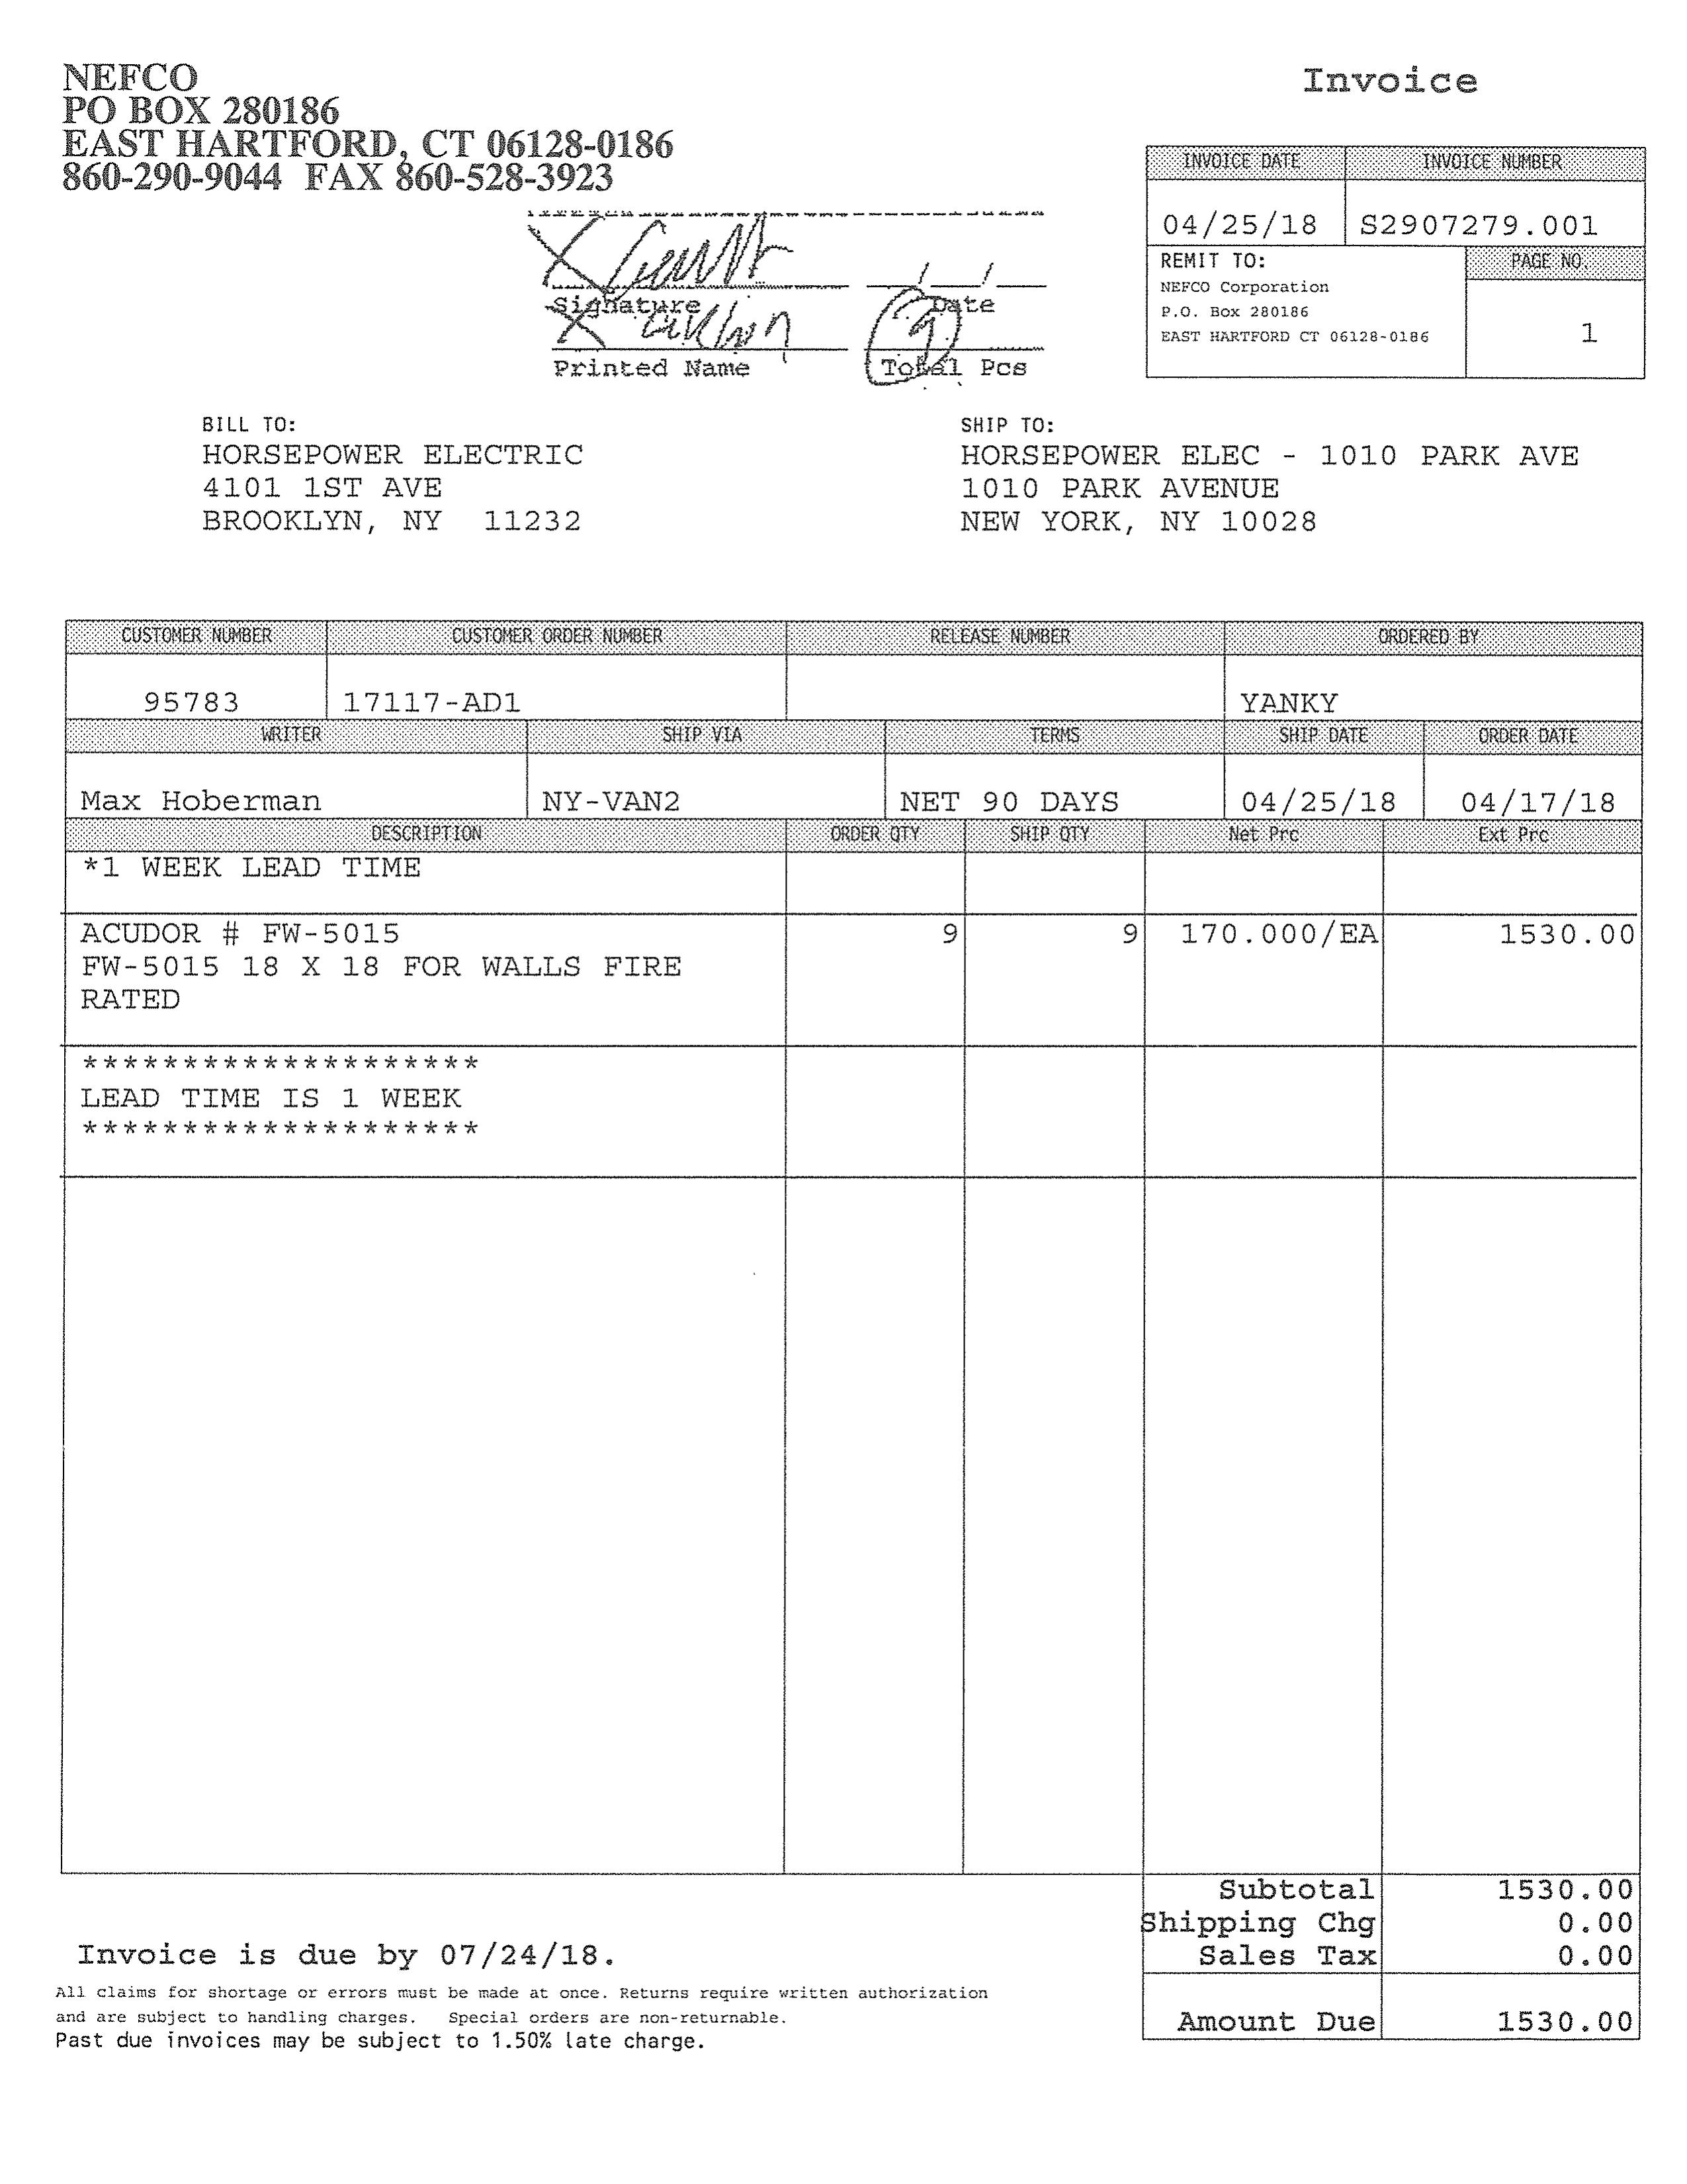 NEFCO
PO BOX 280186
EAST HARTFORD, CT 06128-0186
860-290-9044 FAX 860-528-3923
Invoice
INVOICE DATE INVOICE NUMBER
04/25/18 S2907279.001
REMIT TO: PAGE NO.
NEFCO Corporation
P.O. Box 280186
EAST HARTFORD CT 06128-0186
1
Signature Date
9
Printed Name Total Pcs
BILL TO:
HORSEPOWER ELECTRIC
4101 1ST AVE
BROOKLYN, NY 11232
SHIP TO:
HORSEPOWER ELEC - 1010 PARK AVE
1010 PARK AVENUE
NEW YORK, NY 10028
CUSTOMER NUMBER CUSTOMER ORDER NUMBER RELEASE NUMBER ORDERED BY
95783 17117-AD1 YANKY
WRITER SHIP VIA TERMS SHIP DATE ORDER DATE
Max Hoberman NY-VAN2 NET 90 DAYS 04/25/18 04/17/18
DESCRIPTION ORDER QTY SHIP QTY Net Prc Ext Prc
*1 WEEK LEAD TIME
ACUDOR # FW-5015 9 9 170.000/EA 1530.00
FW-5015 18 X 18 FOR WALLS FIRE
RATED
********************
LEAD TIME IS 1 WEEK
********************
Subtotal 1530.00
Shipping Chg 0.00
Sales Tax 0.00
Amount Due 1530.00
Invoice is due by 07/24/18.
All claims for shortage or errors must be made at once. Returns require written authorization
and are subject to handling charges. Special orders are non-returnable.
Past due invoices may be subject to 1.50% late charge.